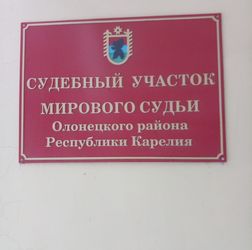 СУДЕБНЫЙ УЧАСТОК
МИРОВОГО СУДЬИ
Олонецкого района
Республики Карелия